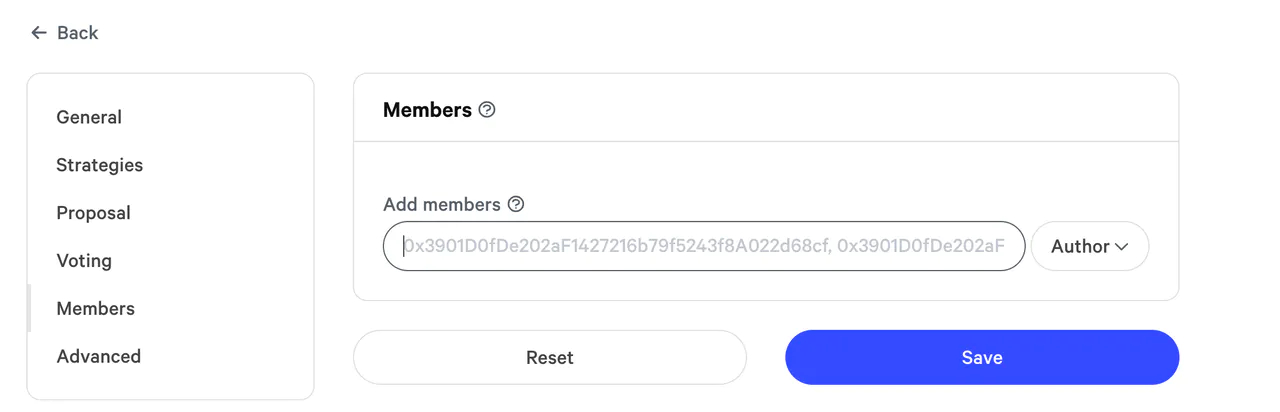 Back
General
Strategies
Proposal
Voting
Members
Advanced
Members
Add members
0x3901D0fDe202aF1427216b79f5243f8A022d68cf, 0x3901D0fDe202aF
Author
Reset
Save